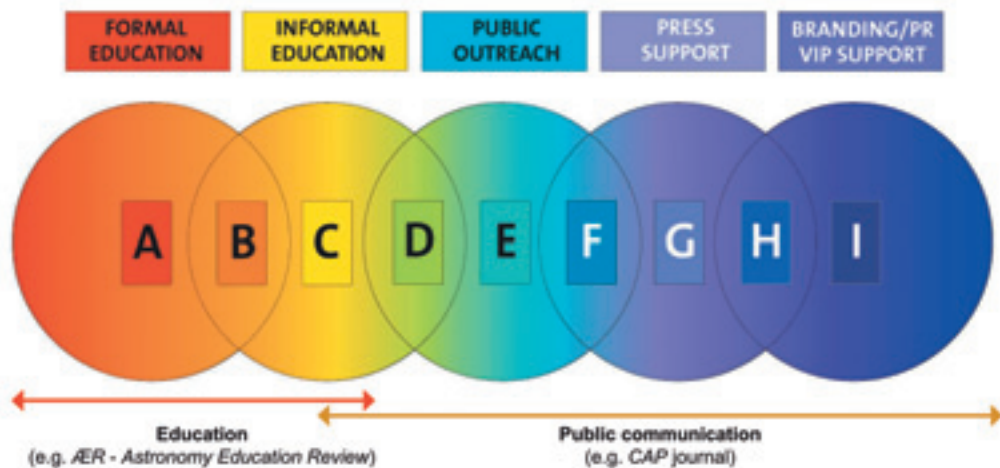 FORMAL
EDUCATION
INFORMAL
EDUCATION
PUBLIC
OUTREACH
PRESS
SUPPORT
BRANDING/PR
VIP SUPPORT
A
B
C
D
E
F
G
H
I
Education
(e.g. ÆR - Astronomy Education Review)
Public communication
(e.g. CAP journal)